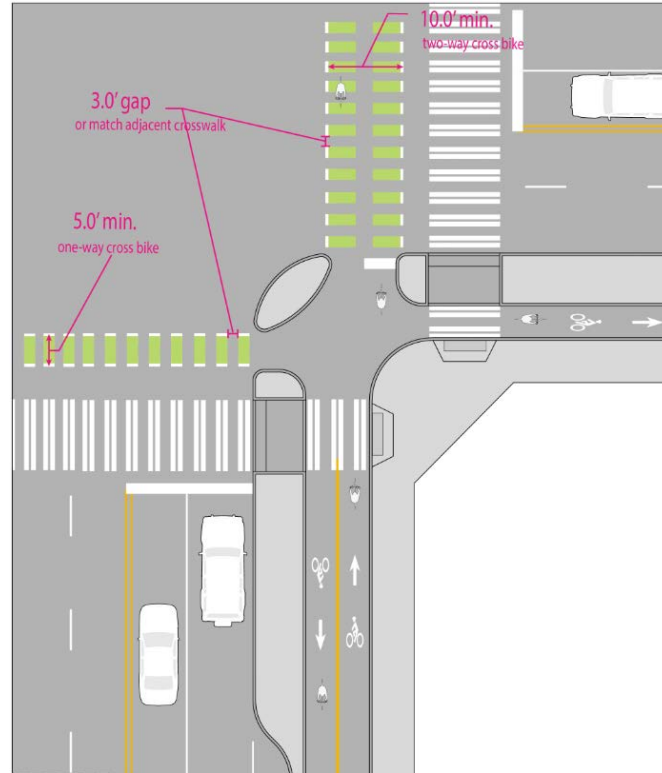 10.0' min.
two-way cross bike
3.0' gap
or match adjacent crosswalk
5.0' min.
one-way cross bike